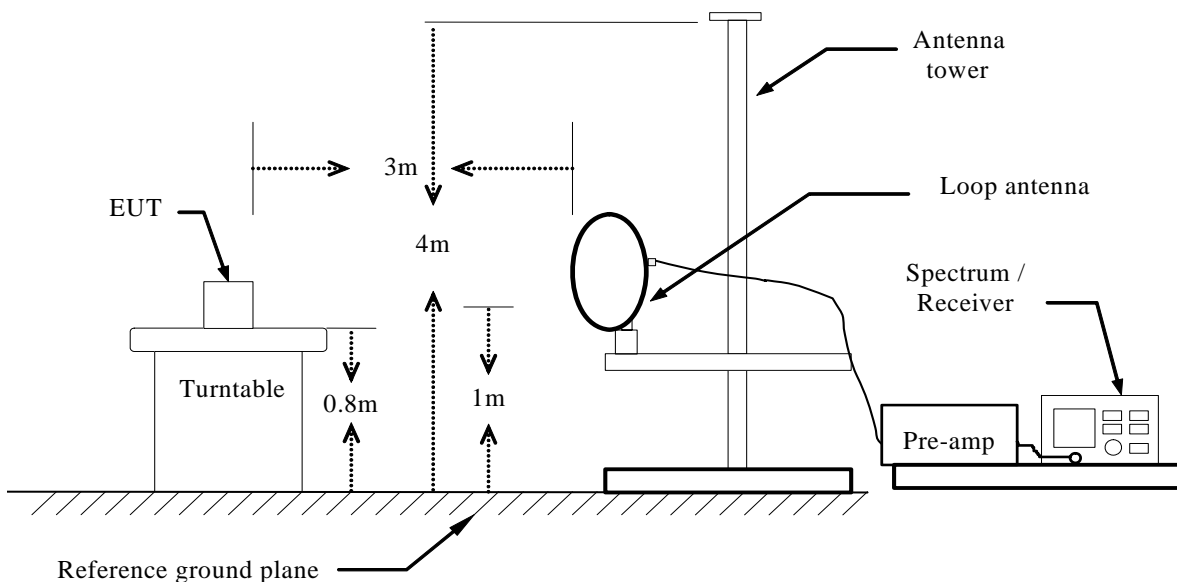 Antenna
tower
3m
Loop antenna
EUT
4m
Spectrum /
Receiver
Turntable
0.8m
1m
Pre-amp
Reference ground plane